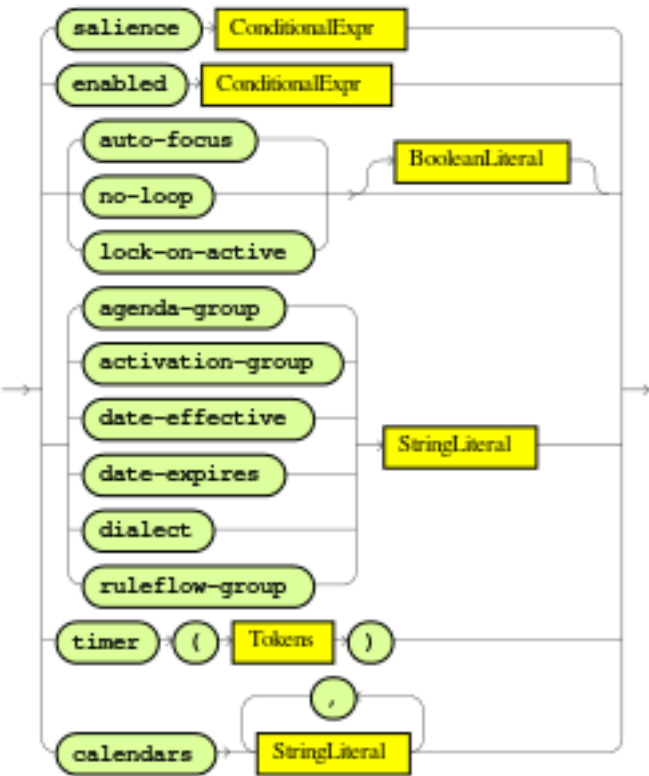 salience ConditionalExpr
enabled ConditionalExpr
auto-focus
BooleanLiteral
no-loop
lock-on-active
agenda-group
activation-group
date-effective
StringLiteral
date-expires
dialect
ruleflow-group
timer ( Tokens )
,
calendars StringLiteral